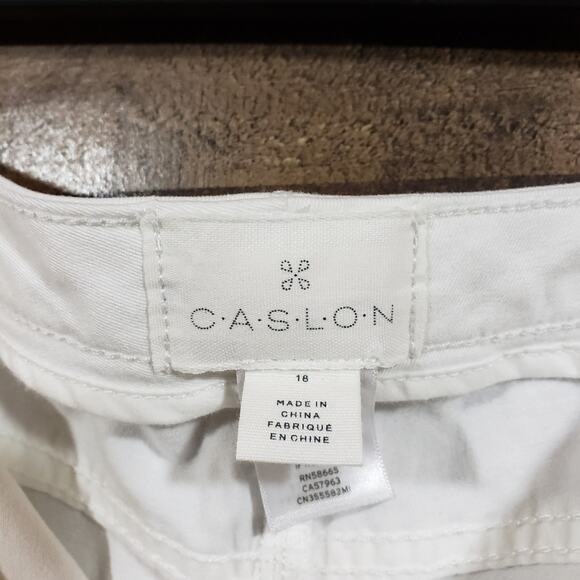 C·A·S·L·O·N
18
MADE IN
CHINA
FABRIQUÉ
EN CHINE
RN58665
CA57963